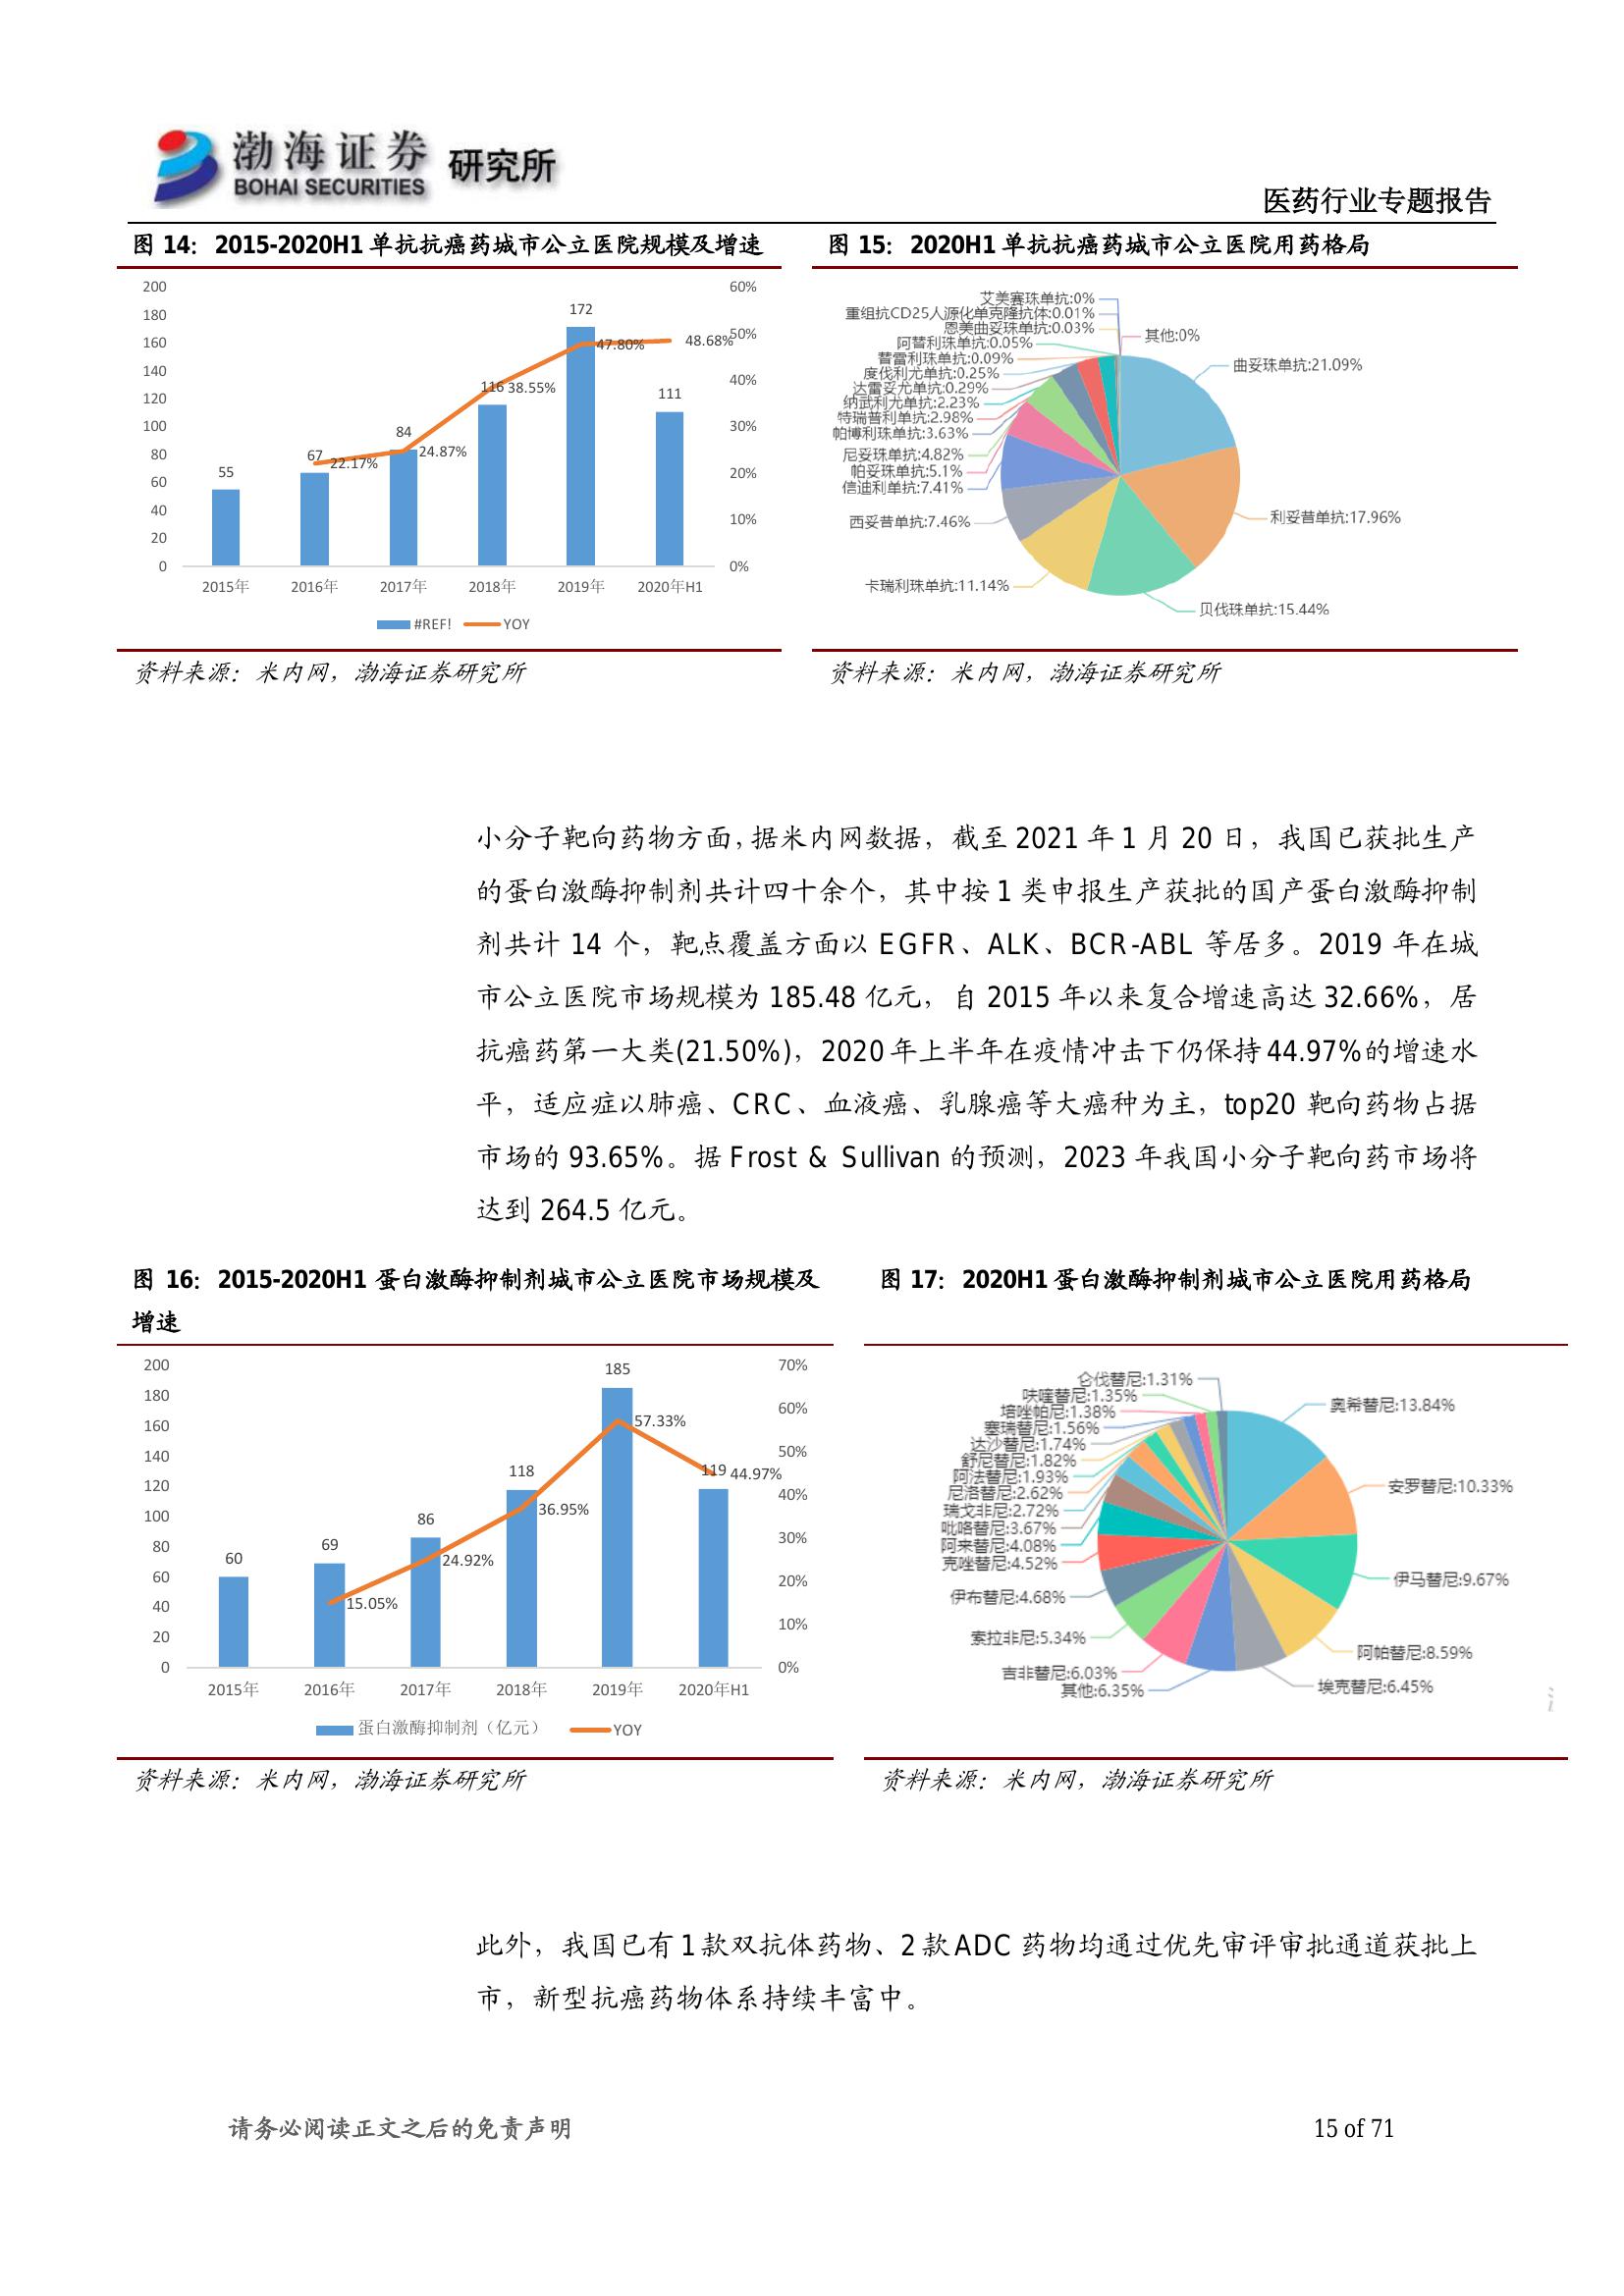 渤海证券 研究所
BOHAI SECURITIES
医药行业专题报告
图 14: 2015-2020H1 单抗抗癌药城市公立医院规模及增速
200
180
160
140
120
100
80
60
40
20
0
60%
50%
40%
30%
20%
10%
0%
55
67
84
116
172
111
22.17%
24.87%
38.55%
47.80%
48.68%
2015年
2016年
2017年
2018年
2019年
2020年H1
#REF!
YOY
资料来源：米内网，渤海证券研究所
图 15: 2020H1 单抗抗癌药城市公立医院用药格局
艾美赛珠单抗:0%
重组抗CD25人源化单克隆抗体:0.01%
恩美曲妥珠单抗:0.03%
阿替利珠单抗:0.05%
替雷利珠单抗:0.09%
度伐利尤单抗:0.25%
达雷妥尤单抗:0.29%
纳武利尤单抗:2.23%
特瑞普利单抗:2.98%
帕博利珠单抗:3.63%
尼妥珠单抗:4.82%
帕妥珠单抗:5.1%
信迪利单抗:7.41%
西妥昔单抗:7.46%
卡瑞利珠单抗:11.14%
其他:0%
曲妥珠单抗:21.09%
利妥昔单抗:17.96%
贝伐珠单抗:15.44%
资料来源：米内网，渤海证券研究所
小分子靶向药物方面，据米内网数据，截至 2021 年 1 月 20 日，我国已获批生产
的蛋白激酶抑制剂共计四十余个，其中按 1 类申报生产获批的国产蛋白激酶抑制
剂共计 14 个，靶点覆盖方面以 EGFR、ALK、BCR-ABL 等居多。2019 年在城
市公立医院市场规模为 185.48 亿元，自 2015 年以来复合增速高达 32.66%，居
抗癌药第一大类(21.50%)，2020 年上半年在疫情冲击下仍保持 44.97%的增速水
平，适应症以肺癌、CRC、血液癌、乳腺癌等大癌种为主，top20 靶向药物占据
市场的 93.65%。据 Frost & Sullivan 的预测，2023 年我国小分子靶向药市场将
达到 264.5 亿元。
图 16: 2015-2020H1 蛋白激酶抑制剂城市公立医院市场规模及
增速
200
180
160
140
120
100
80
60
40
20
0
70%
60%
50%
40%
30%
20%
10%
0%
60
69
86
118
185
119
15.05%
24.92%
36.95%
57.33%
44.97%
2015年
2016年
2017年
2018年
2019年
2020年H1
蛋白激酶抑制剂（亿元）
YOY
资料来源：米内网，渤海证券研究所
图 17: 2020H1 蛋白激酶抑制剂城市公立医院用药格局
仑伐替尼:1.31%
呋喹替尼:1.35%
培唑帕尼:1.38%
塞瑞替尼:1.56%
达沙替尼:1.74%
舒尼替尼:1.82%
阿法替尼:1.93%
尼洛替尼:2.62%
瑞戈非尼:2.72%
吡咯替尼:3.67%
阿来替尼:4.08%
克唑替尼:4.52%
伊布替尼:4.68%
索拉非尼:5.34%
吉非替尼:6.03%
其他:6.35%
奥希替尼:13.84%
安罗替尼:10.33%
伊马替尼:9.67%
阿帕替尼:8.59%
埃克替尼:6.45%
资料来源：米内网，渤海证券研究所
此外，我国已有 1 款双抗体药物、2 款 ADC 药物均通过优先审评审批通道获批上
市，新型抗癌药物体系持续丰富中。
请务必阅读正文之后的免责声明
15 of 71